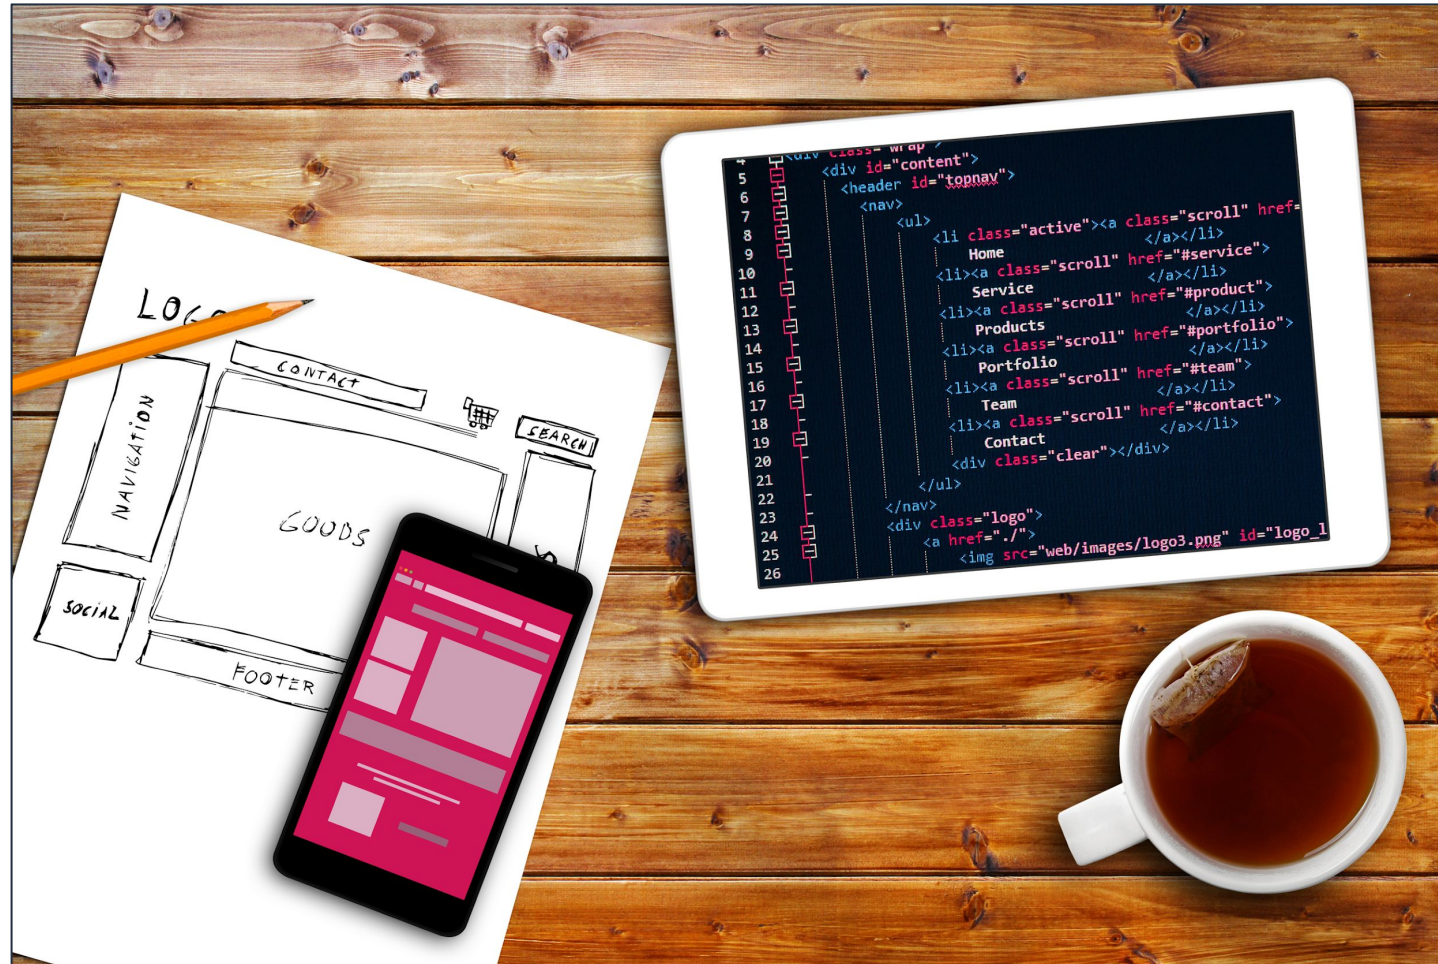 CONTACT
NAVIGATION
SEARCH
GOODS
SOCIAL
FOOTER
4 <div class="wrap">
5 <div id="content">
6 <header id="topnav">
7 <nav>
8 <ul>
9 <li class="active"><a class="scroll" href=
10 Home </a></li>
11 <li><a class="scroll" href="#service">
12 Service </a></li>
13 <li><a class="scroll" href="#product">
14 Products </a></li>
15 <li><a class="scroll" href="#portfolio">
16 Portfolio </a></li>
17 <li><a class="scroll" href="#team">
18 Team </a></li>
19 <li><a class="scroll" href="#contact">
20 Contact </a></li>
21 <div class="clear"></div>
22 </ul>
23 </nav>
24 <div class="logo">
25 <a href="./">
26 <img src="web/images/logo3.png" id="logo_l